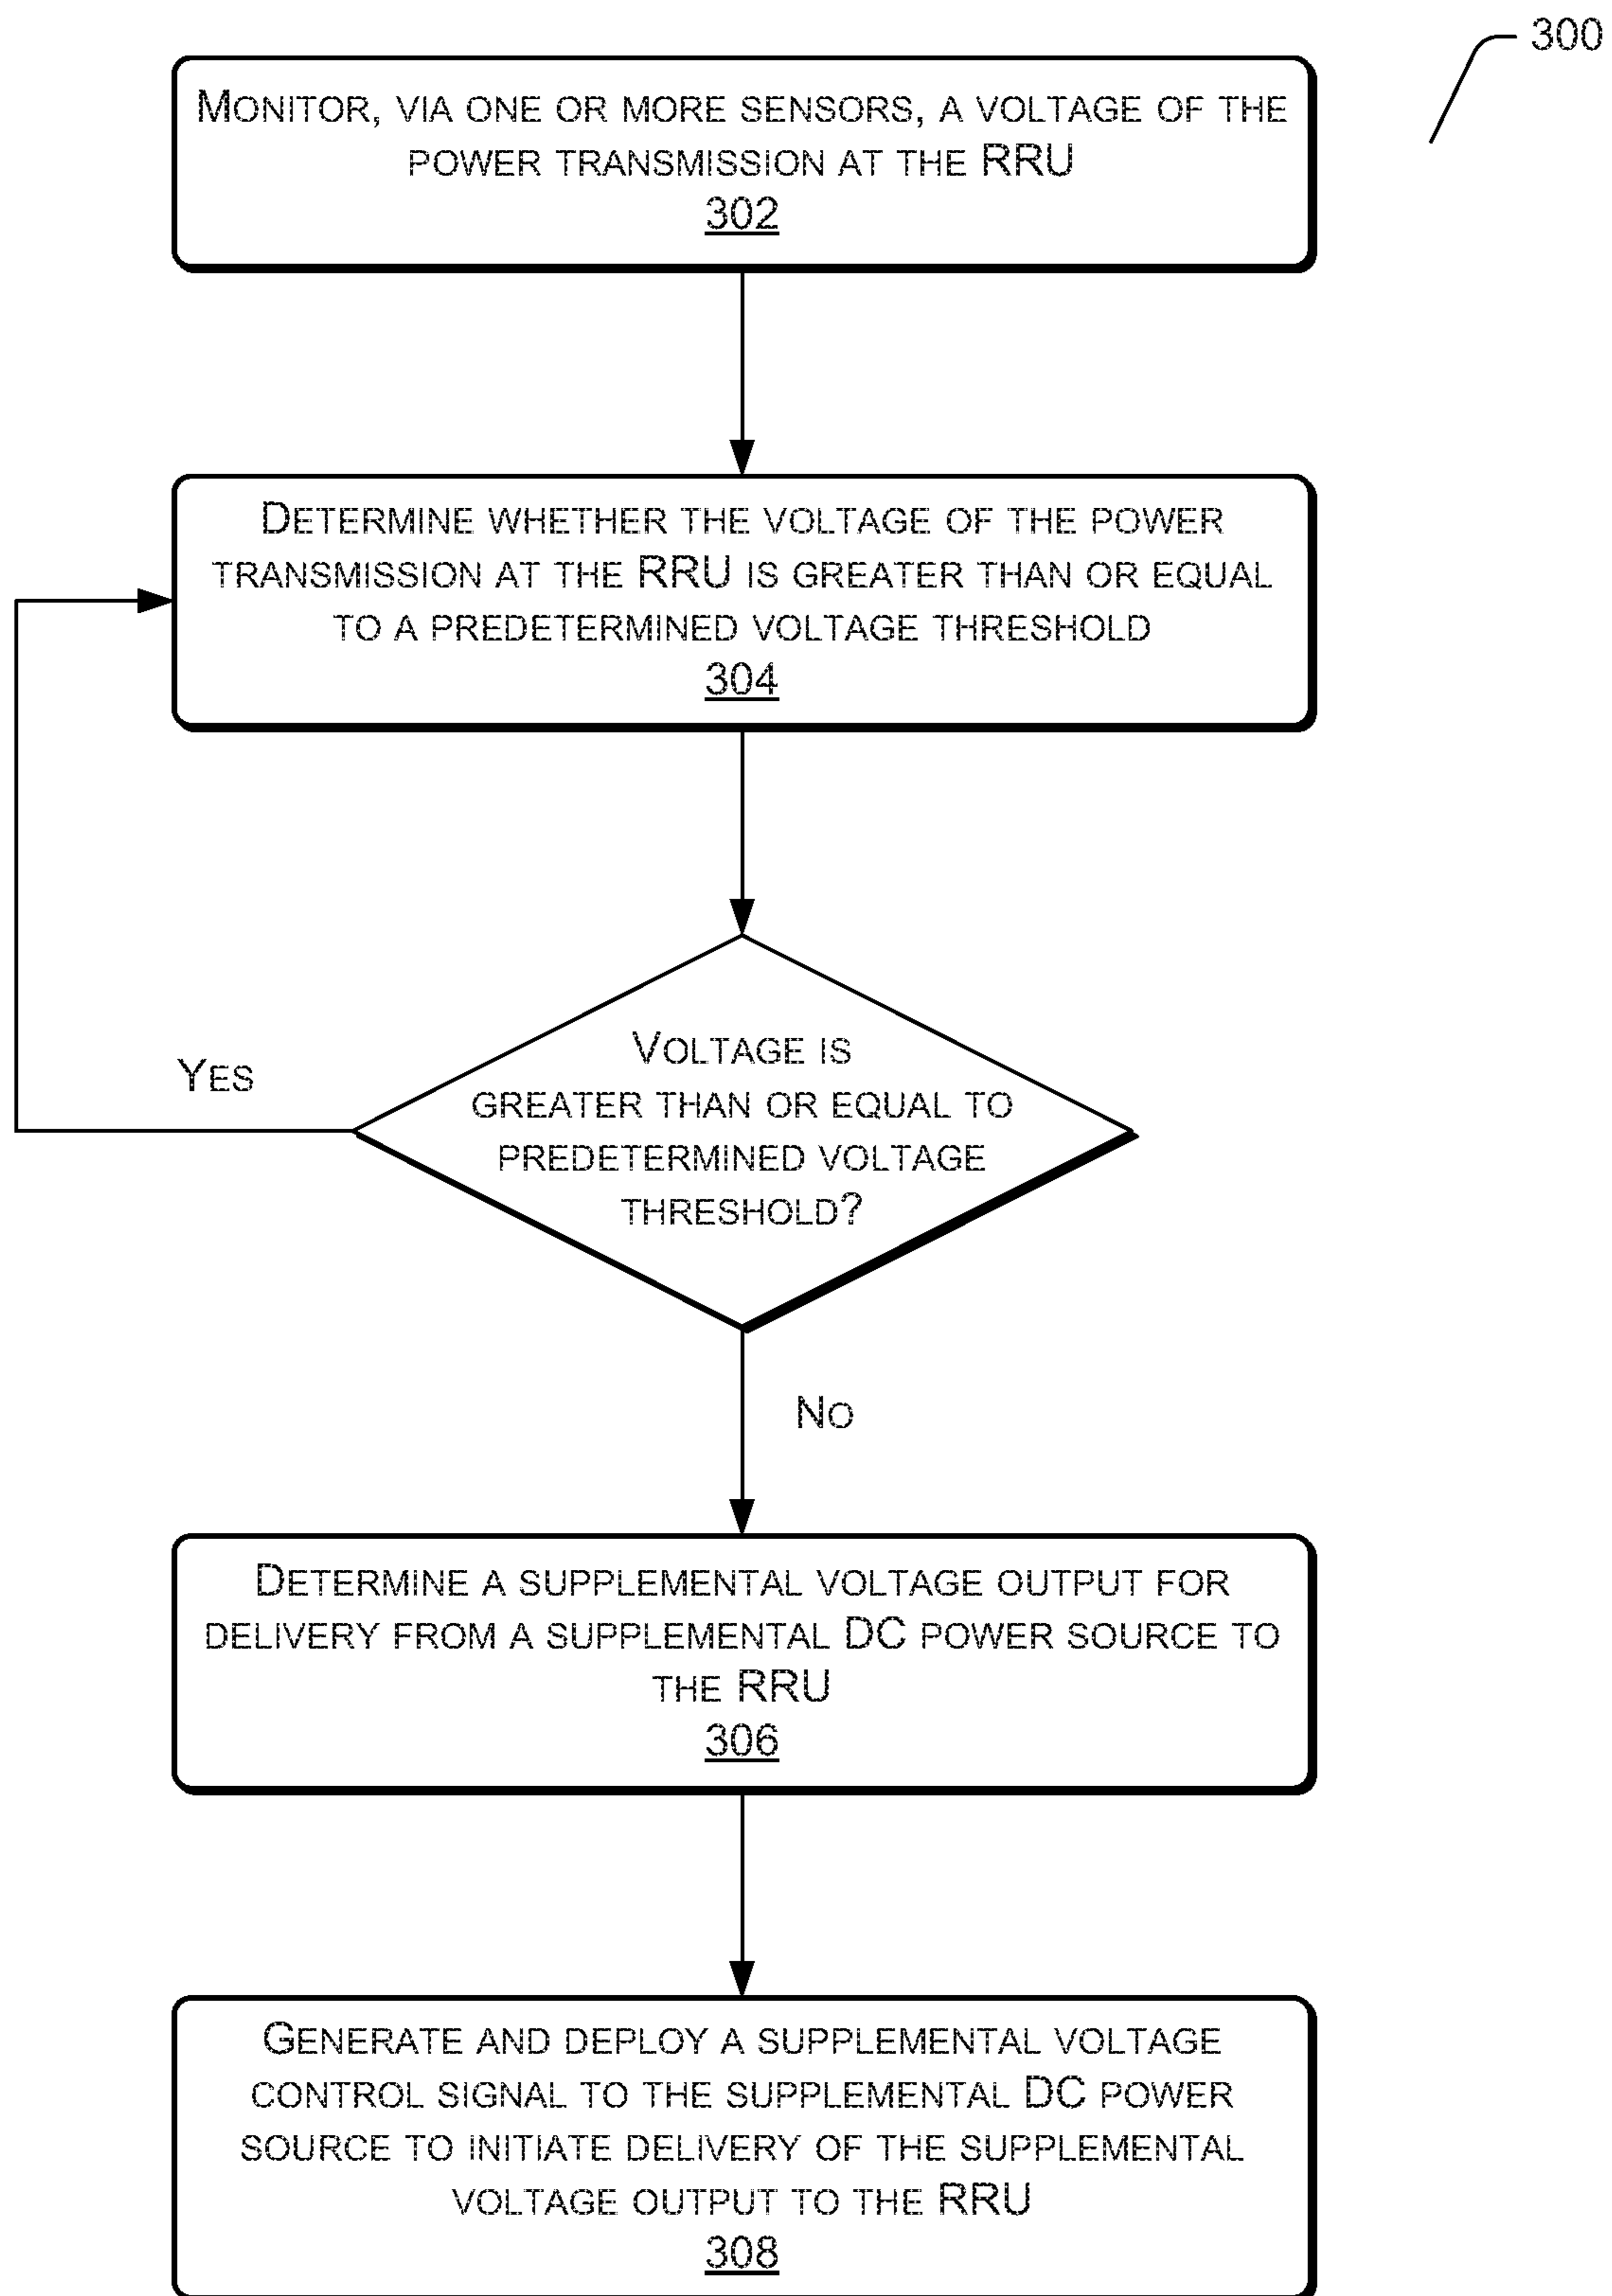 300
MONITOR, VIA ONE OR MORE SENSORS, A VOLTAGE OF THE
POWER TRANSMISSION AT THE RRU
302
DETERMINE WHETHER THE VOLTAGE OF THE POWER
TRANSMISSION AT THE RRU IS GREATER THAN OR EQUAL
TO A PREDETERMINED VOLTAGE THRESHOLD
304
VOLTAGE IS
GREATER THAN OR EQUAL TO
PREDETERMINED VOLTAGE
THRESHOLD?
YES
NO
DETERMINE A SUPPLEMENTAL VOLTAGE OUTPUT FOR
DELIVERY FROM A SUPPLEMENTAL DC POWER SOURCE TO
THE RRU
306
GENERATE AND DEPLOY A SUPPLEMENTAL VOLTAGE
CONTROL SIGNAL TO THE SUPPLEMENTAL DC POWER
SOURCE TO INITIATE DELIVERY OF THE SUPPLEMENTAL
VOLTAGE OUTPUT TO THE RRU
308